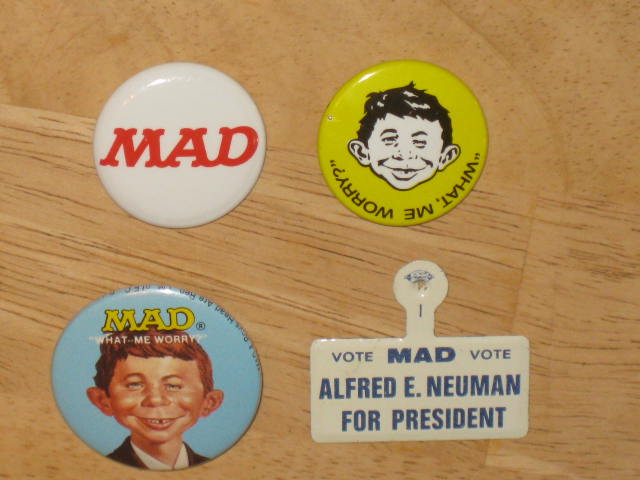 MAD
"WHAT, ME WORRY?"
MAD®
"WHAT--ME WORRY?"
VOTE MAD VOTE
ALFRED E. NEUMAN
FOR PRESIDENT